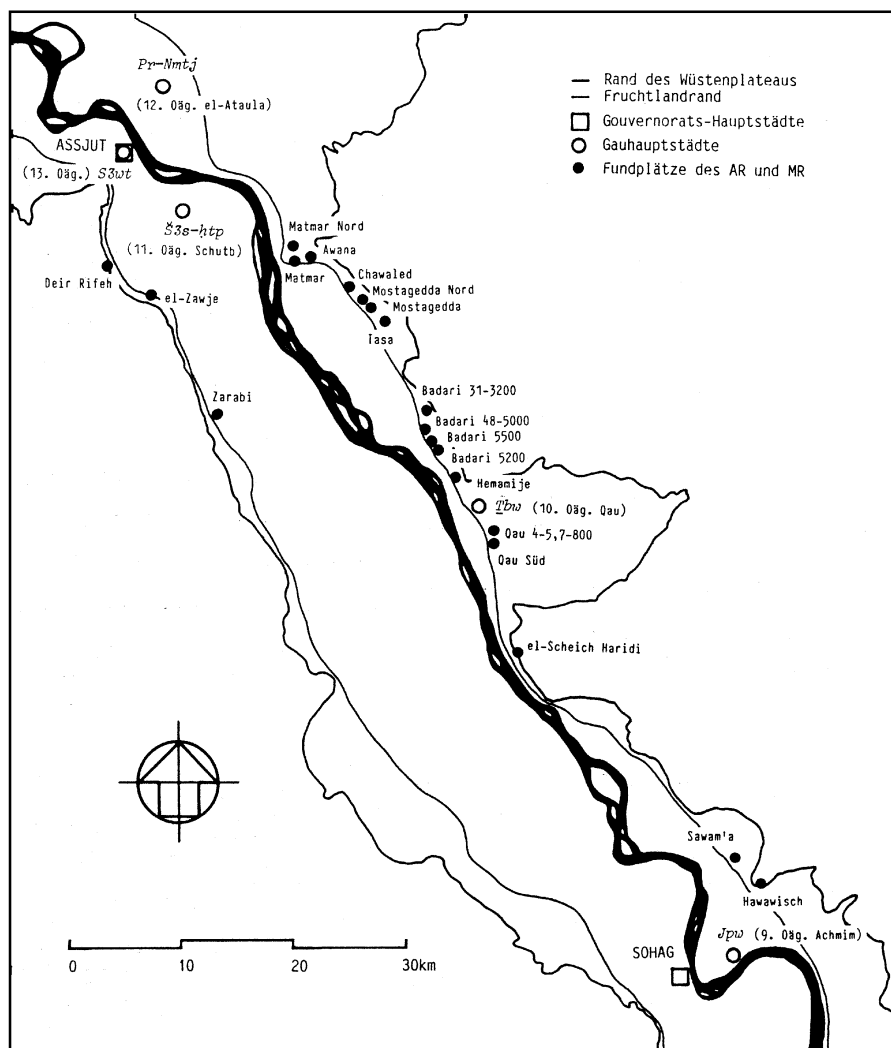 Pr-Nmtj
(12. Oäg. el-Ataula)
Rand des Wüstenplateaus
Fruchtlandrand
Gouvernorats-Hauptstädte
Gauhauptstädte
Fundplätze des AR und MR
ASSJUT
(13. Oäg.) S3wt
Š3s-ḥtp
(11. Oäg. Schutb)
Matmar Nord
Awana
Matmar
Deir Rifeh
el-Zawje
Chawaled
Mostagedda Nord
Mostagedda
Tasa
Zarabi
Badari 31-3200
Badari 48-5000
Badari 5500
Badari 5200
Hemamije
Ṯbw (10. Oäg. Qau)
Qau 4-5,7-800
Qau Süd
el-Scheich Haridi
Sawam'a
Hawawisch
Jpw (9. Oäg. Achmim)
SOHAG
0 10 20 30km